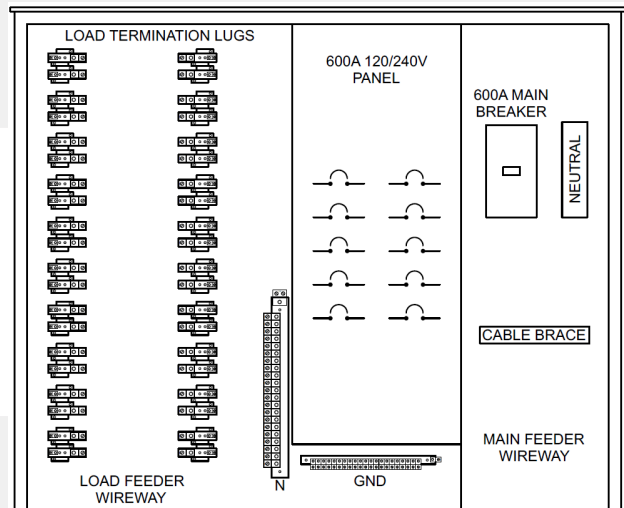 LOAD TERMINATION LUGS
600A 120/240V
PANEL
600A MAIN
BREAKER
NEUTRAL
CABLE BRACE
MAIN FEEDER
WIREWAY
LOAD FEEDER
WIREWAY
N
GND